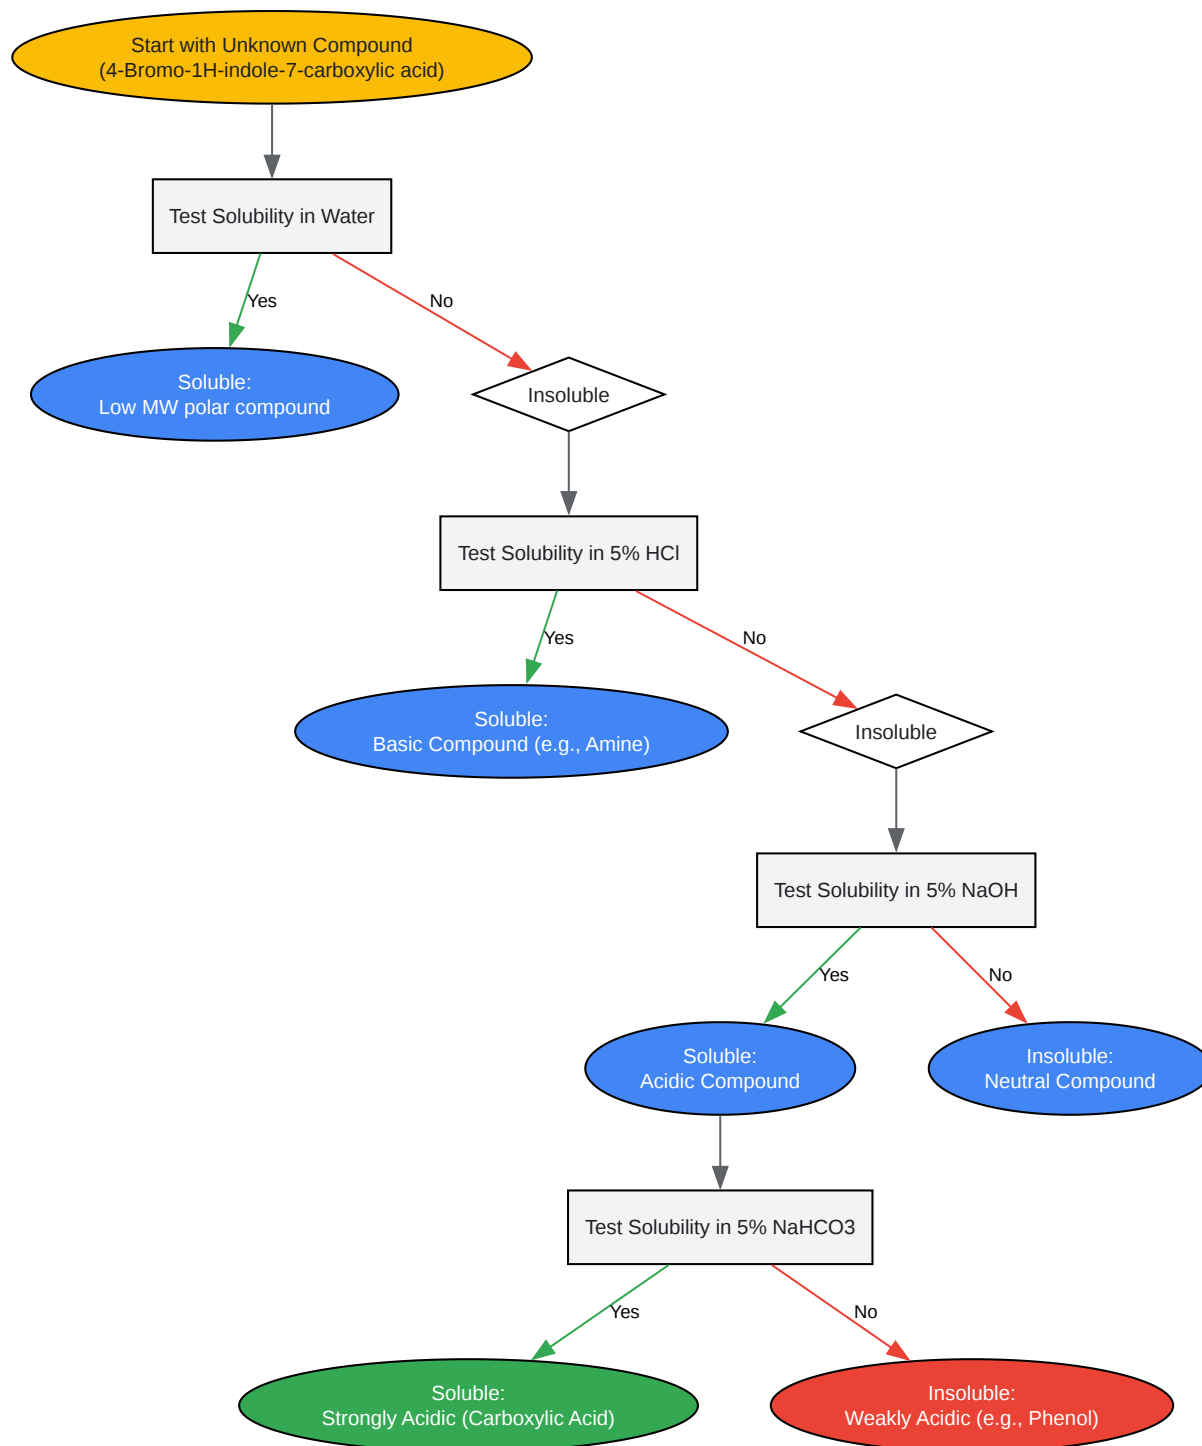 Start with Unknown Compound
(4-Bromo-1H-indole-7-carboxylic acid)
Test Solubility in Water
Yes
No
Soluble:
Low MW polar compound
Insoluble
Test Solubility in 5% HCl
Yes
No
Soluble:
Basic Compound (e.g., Amine)
Insoluble
Test Solubility in 5% NaOH
Yes
No
Soluble:
Acidic Compound
Insoluble:
Neutral Compound
Test Solubility in 5% NaHCO3
Yes
No
Soluble:
Strongly Acidic (Carboxylic Acid)
Insoluble:
Weakly Acidic (e.g., Phenol)